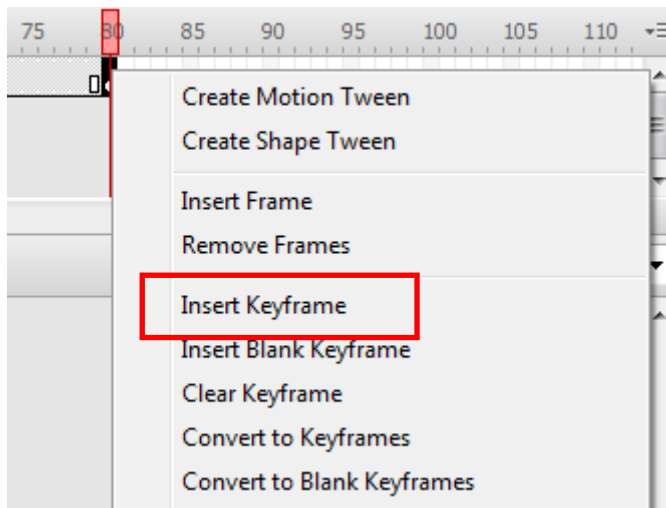 75 80 85 90 95 100 105 110
Create Motion Tween
Create Shape Tween
Insert Frame
Remove Frames
Insert Keyframe
Insert Blank Keyframe
Clear Keyframe
Convert to Keyframes
Convert to Blank Keyframes